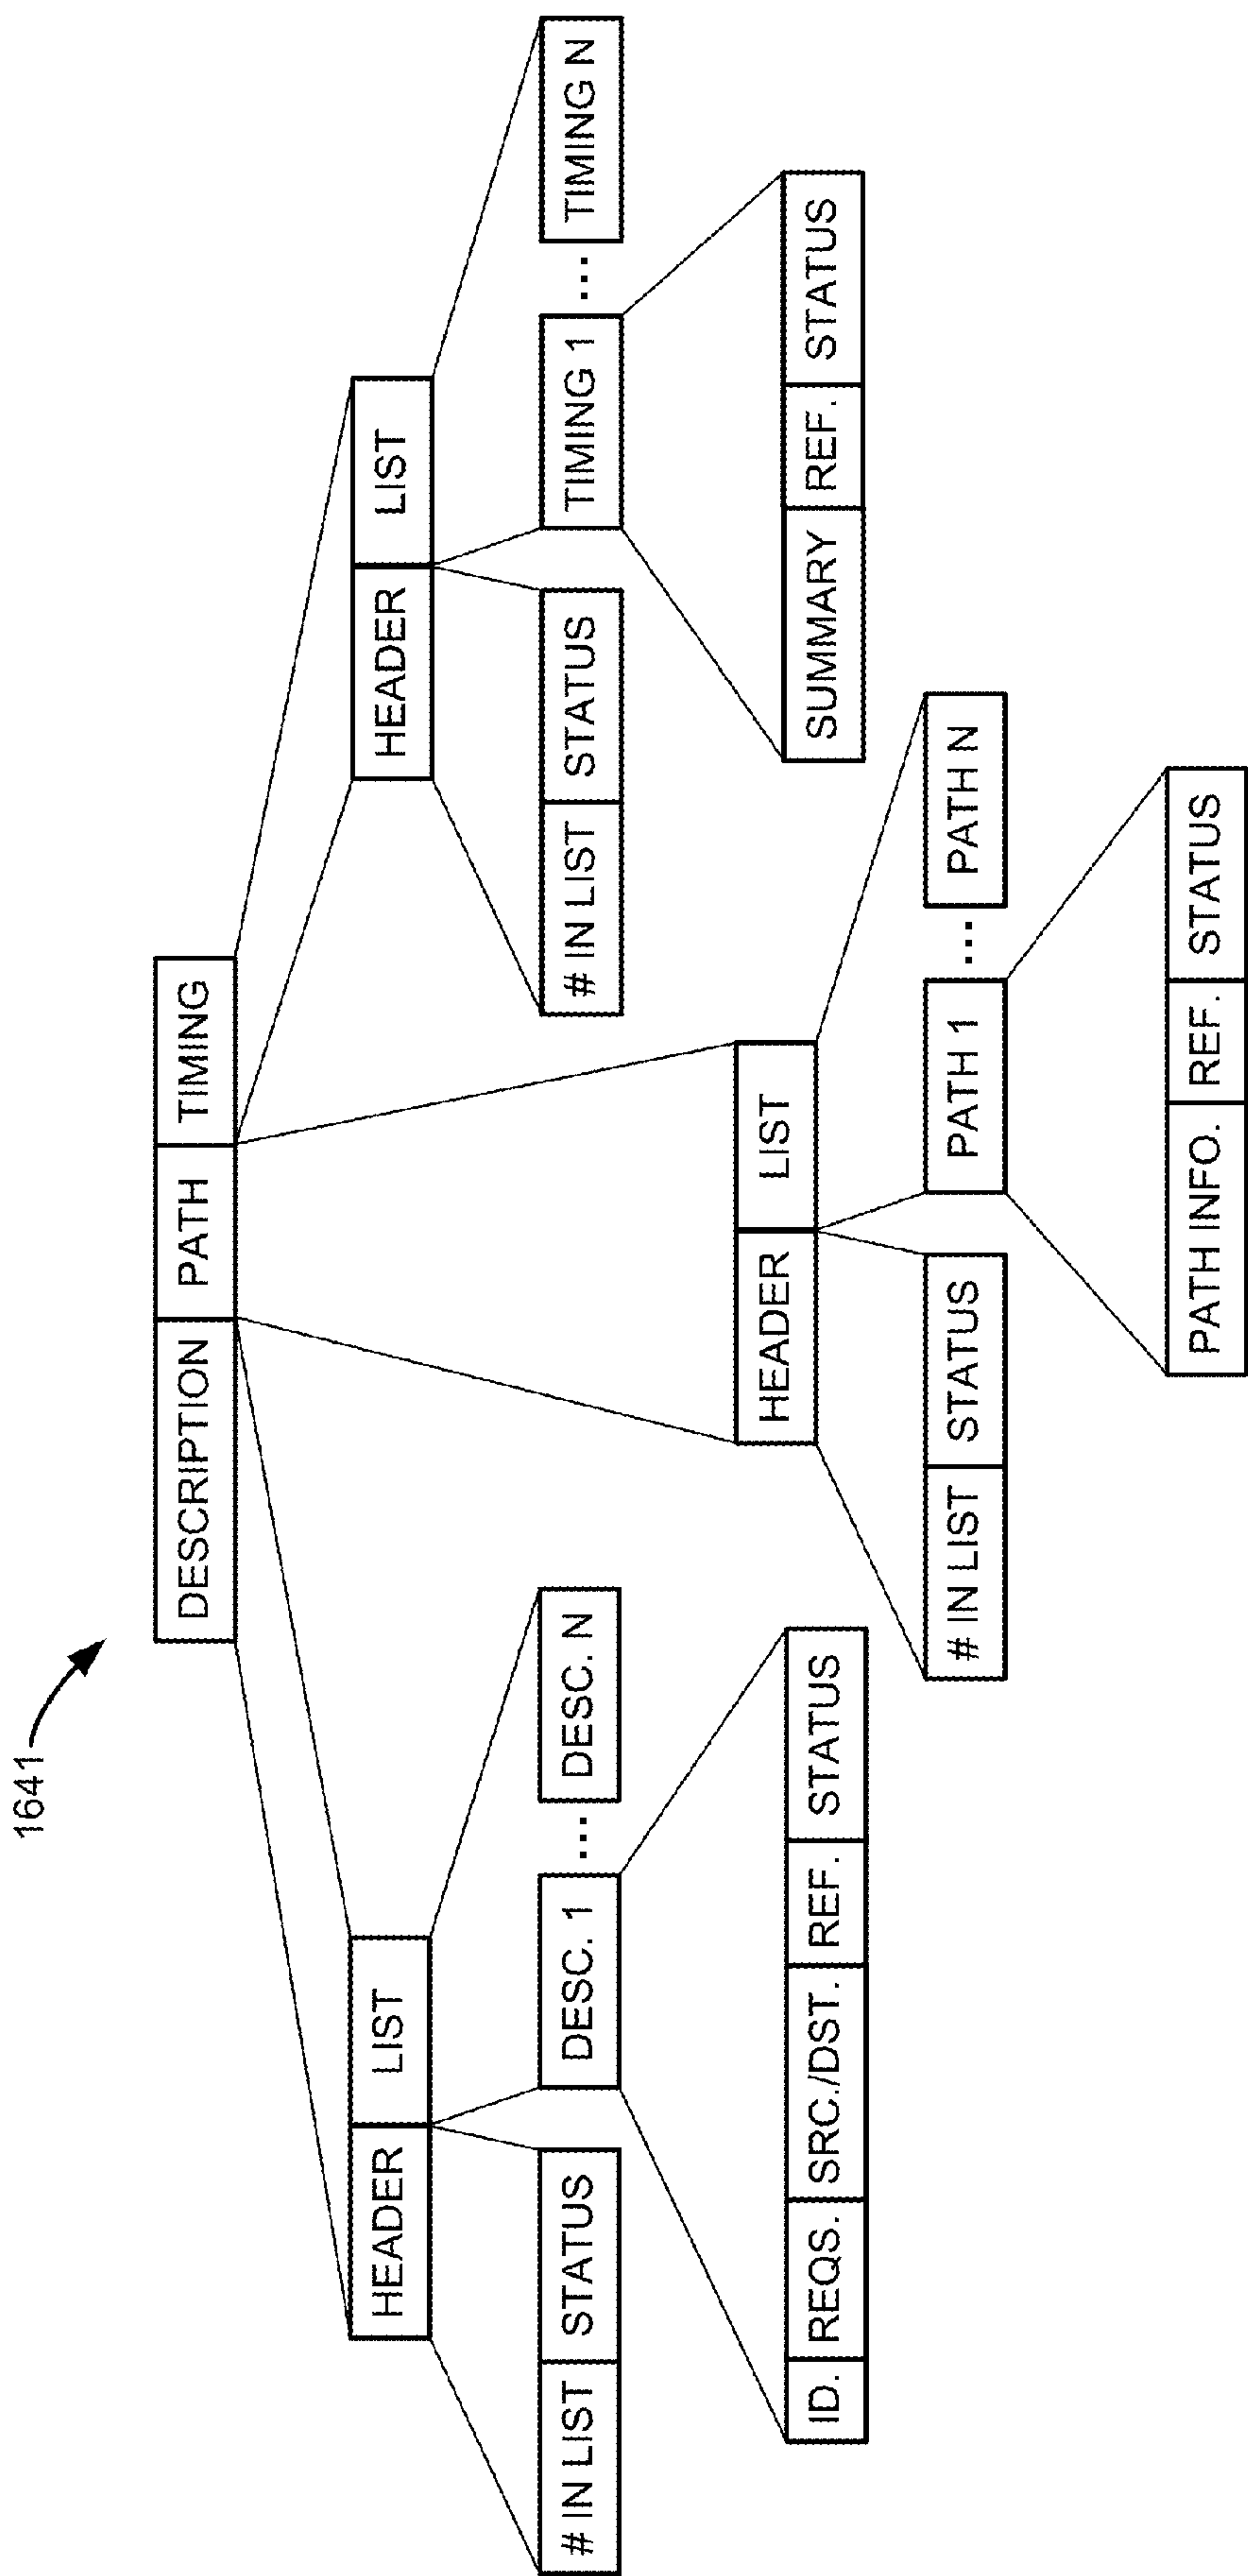 1641
DESCRIPTION PATH TIMING
HEADER LIST
HEADER LIST
# IN LIST STATUS
DESC. 1 ... DESC. N
# IN LIST STATUS
TIMING 1 ... TIMING N
HEADER LIST
ID. REQS. SRC./DST. REF. STATUS
SUMMARY REF. STATUS
# IN LIST STATUS
PATH 1 ... PATH N
PATH INFO. REF. STATUS